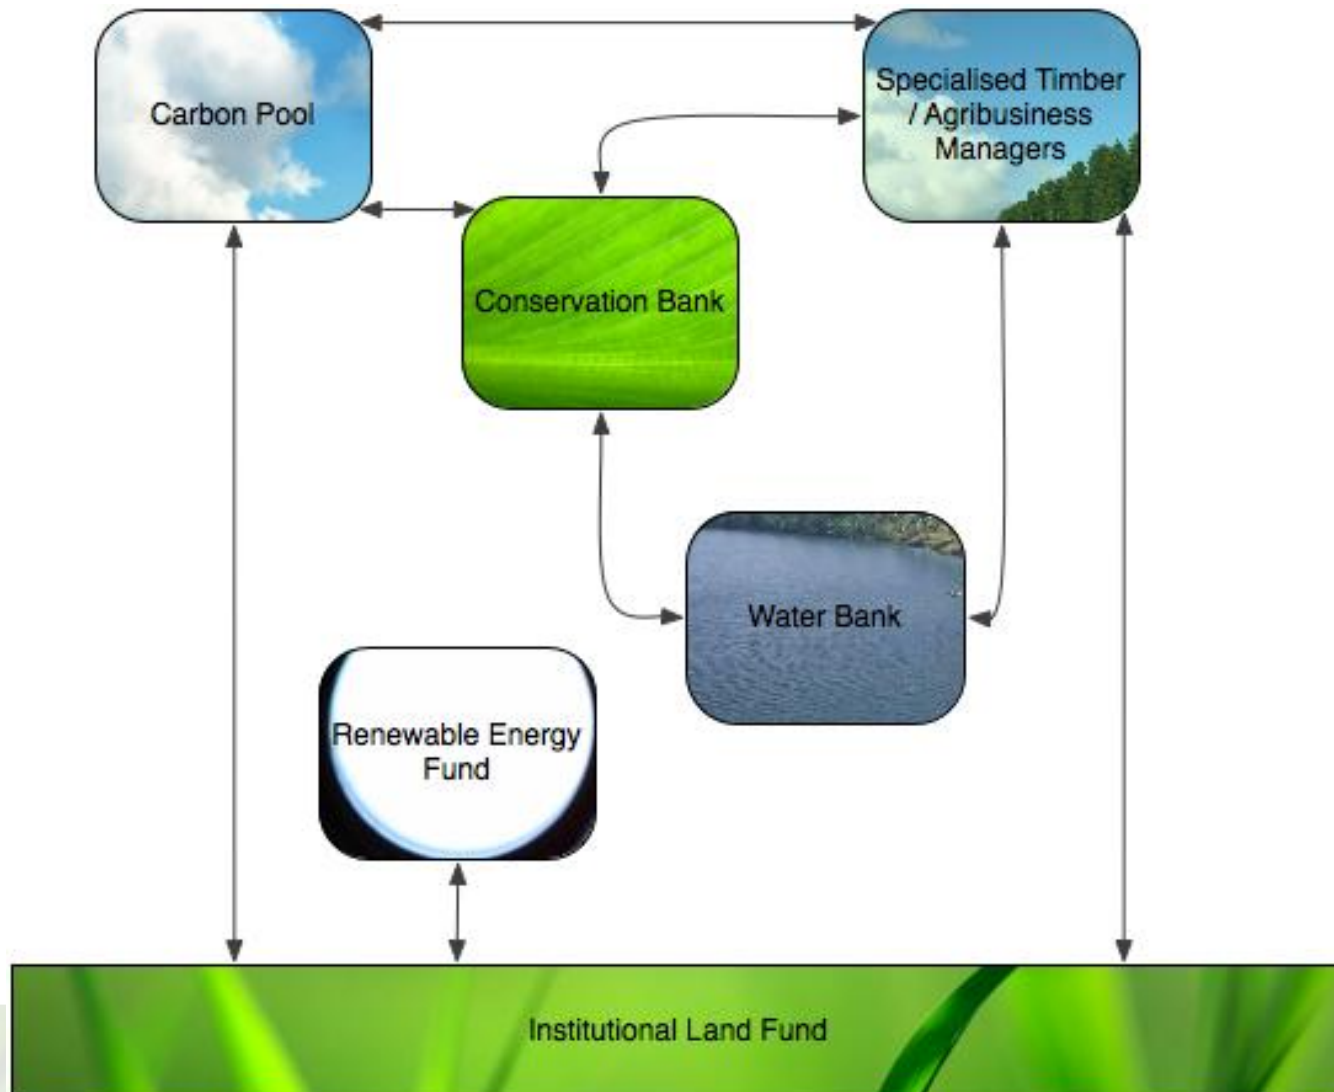 Carbon Pool
Specialised Timber
/ Agribusiness
Managers
Conservation Bank
Water Bank
Renewable Energy
Fund
Institutional Land Fund